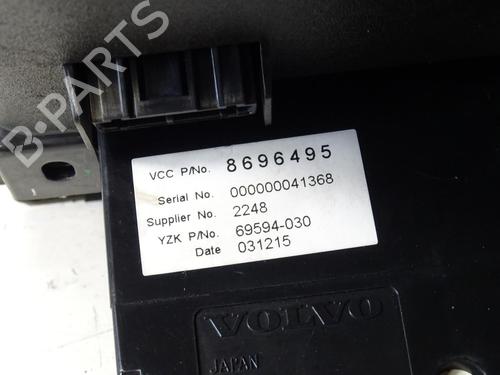 B-PARTS
VCC P/No. 8696495
Serial No. 000000041368
Supplier No. 2248
YZK P/No. 69594-030
Date 031215
VOLVO
JAPAN